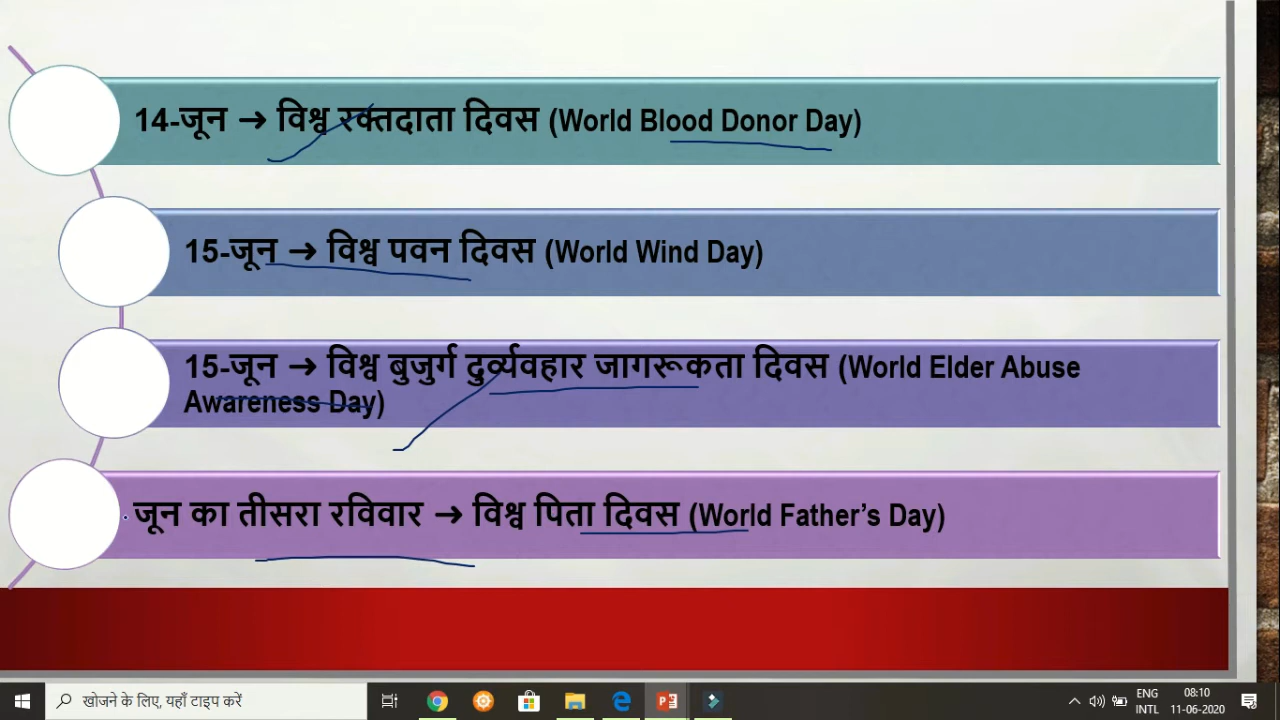 14-जून → विश्व रक्तदाता दिवस (World Blood Donor Day)
15-जून → विश्व पवन दिवस (World Wind Day)
15-जून → विश्व बुजुर्ग दुर्व्यवहार जागरूकता दिवस (World Elder Abuse
Awareness Day)
जून का तीसरा रविवार → विश्व पिता दिवस (World Father's Day)
खोजने के लिए, यहाँ टाइप करें
ENG
INTL
08:10
11-06-2020